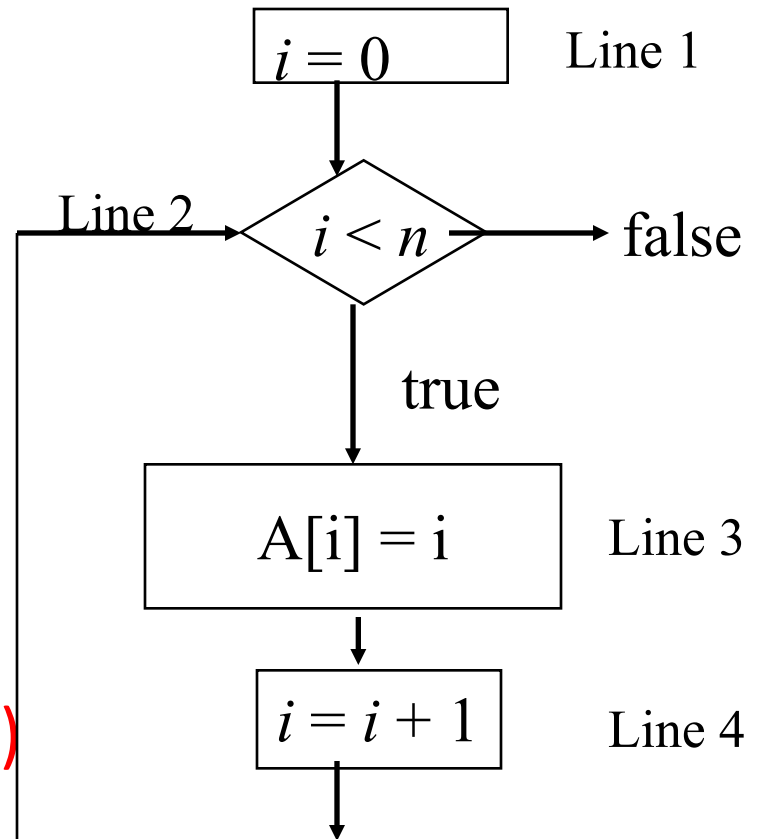 i = 0 Line 1
Line 2 i < n false
true
A[i] = i Line 3
i = i + 1 Line 4
)